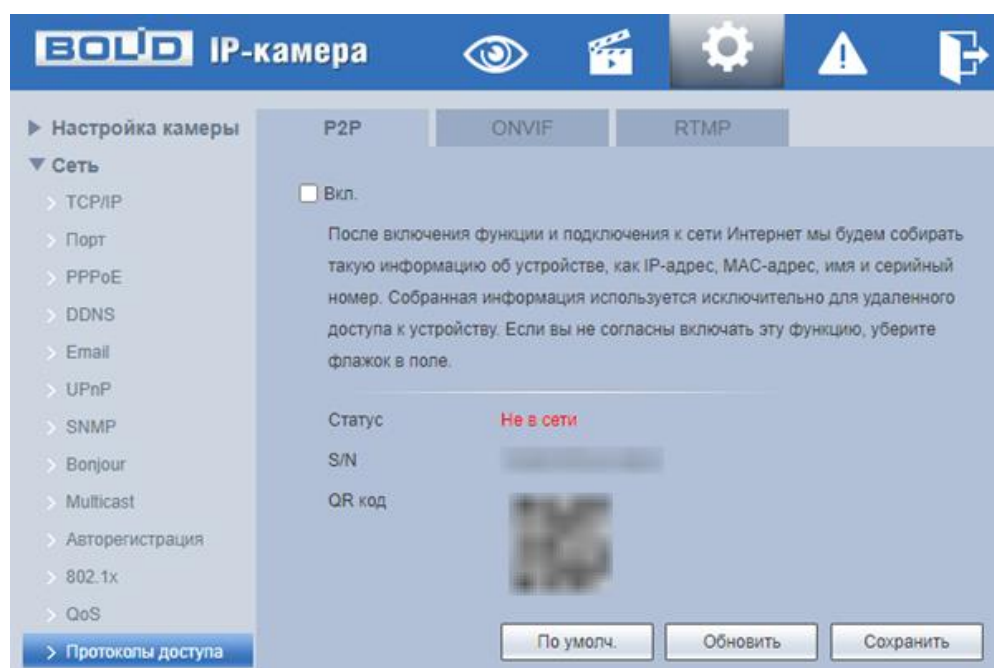 BOLID IP-камера
Настройка камеры
Сеть
TCP/IP
Порт
PPPoE
DDNS
Email
UPnP
SNMP
Bonjour
Multicast
Авторегистрация
802.1x
QoS
Протоколы доступа
P2P ONVIF RTMP
Вкл.
После включения функции и подключения к сети Интернет мы будем собирать
такую информацию об устройстве, как IP-адрес, MAC-адрес, имя и серийный
номер. Собранная информация используется исключительно для удаленного
доступа к устройству. Если вы не согласны включать эту функцию, уберите
флажок в поле.
Статус Не в сети
S/N
QR код
По умолч. Обновить Сохранить